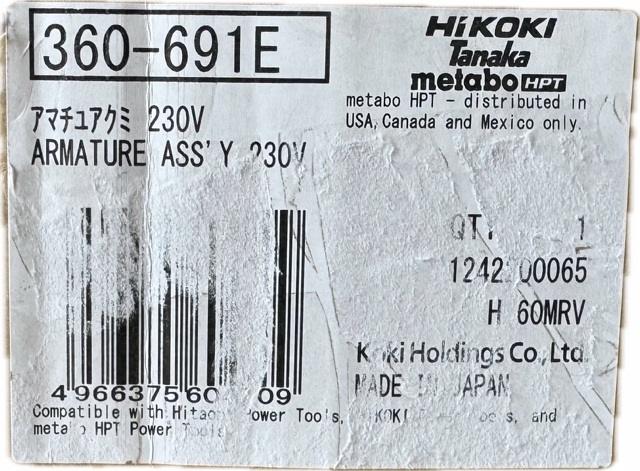 360-691E
HiKOKI
Tanaka
metabo HPT
metabo HPT - distributed in
USA, Canada and Mexico only.
アマチュアクミ 230V
ARMATURE ASS'Y 230V
1
H 60MRV
Koki Holdings Co., Ltd.
MADE IN JAPAN
Compatible with Tools, and
HPT Power Tools